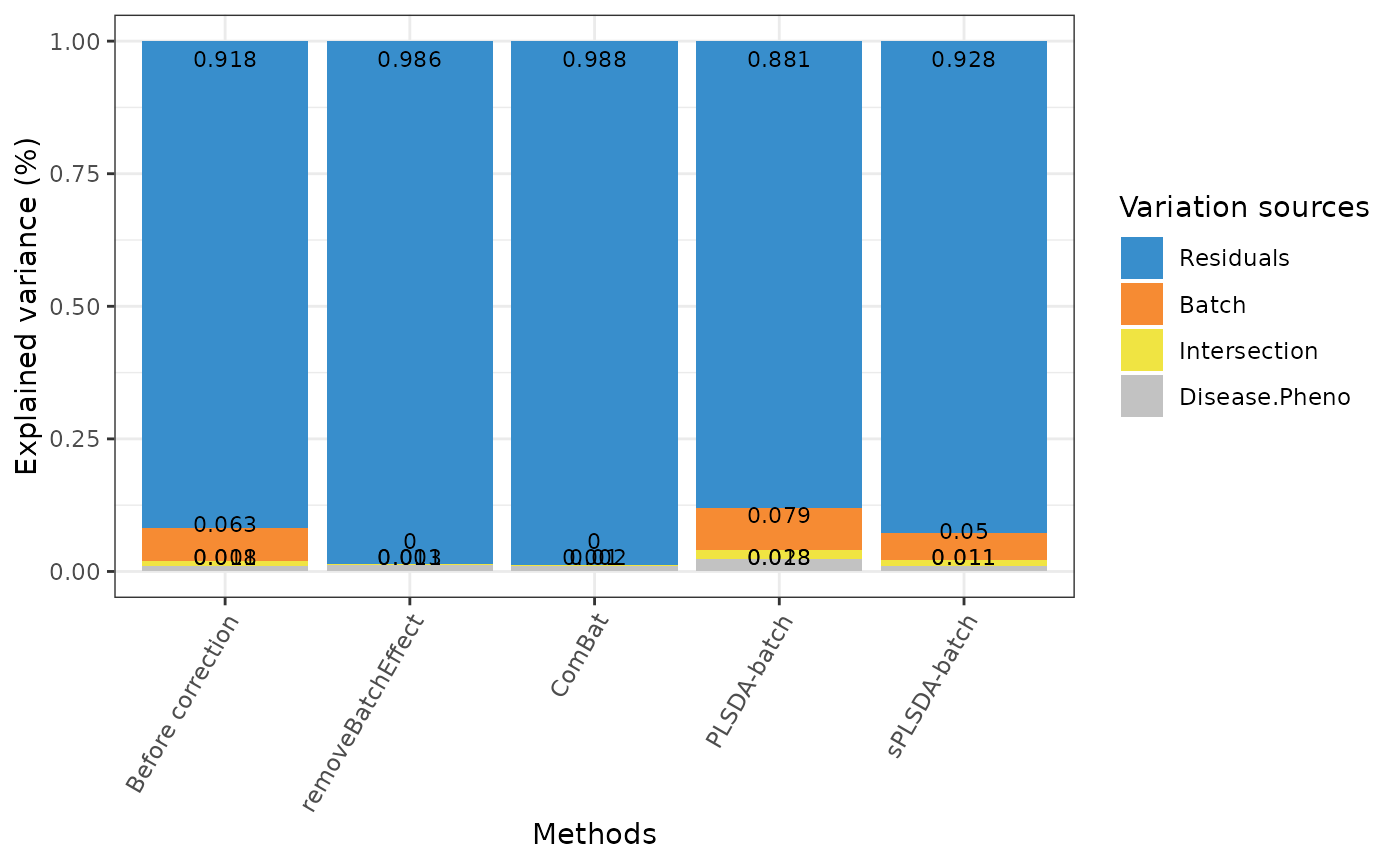 Explained variance (%)
1.00
0.75
0.50
0.25
0.00
0.918
0.986
0.988
0.881
0.928
0.063
0
0
0.079
0.05
0.011
Before correction
removeBatchEffect
ComBat
PLSDA-batch
sPLSDA-batch
Methods
Variation sources
Residuals
Batch
Intersection
Disease.Pheno